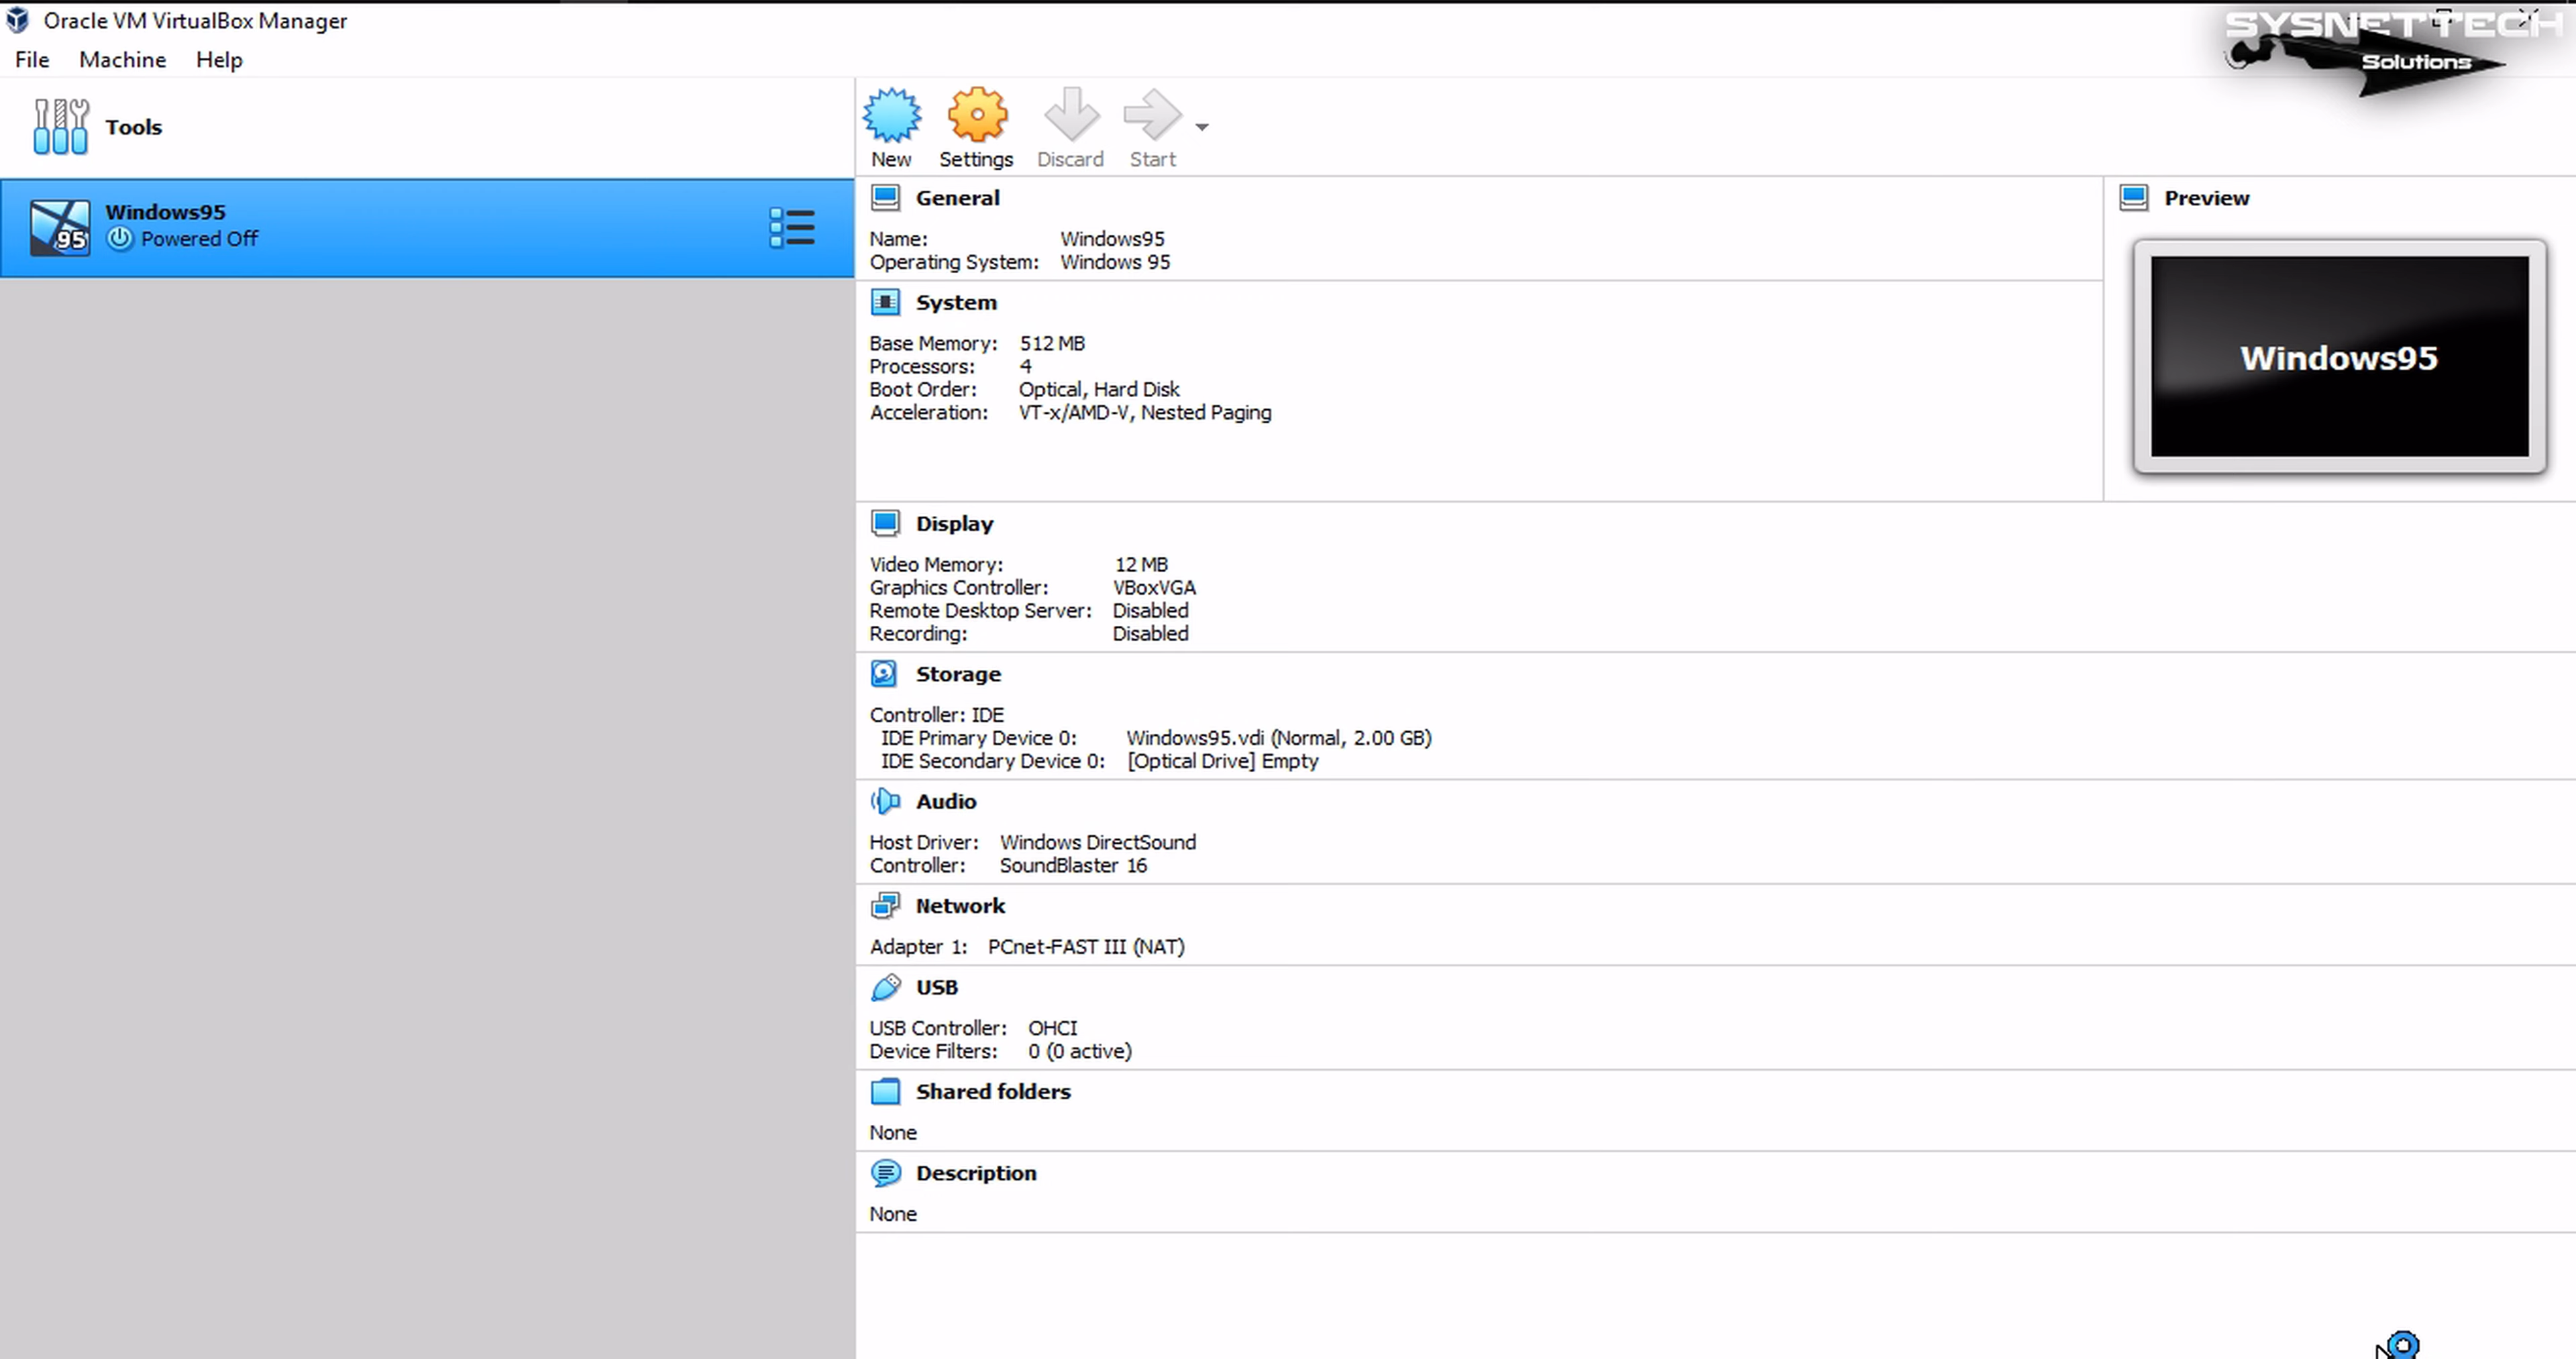 Oracle VM VirtualBox Manager
SYSNETTECH
Solutions
File Machine Help
Tools
New Settings Discard Start
Windows95
Powered Off
95
General
Name: Windows95
Operating System: Windows 95
Preview
Windows95
System
Base Memory: 512 MB
Processors: 4
Boot Order: Optical, Hard Disk
Acceleration: VT-x/AMD-V, Nested Paging
Display
Video Memory: 12 MB
Graphics Controller: VBoxVGA
Remote Desktop Server: Disabled
Recording: Disabled
Storage
Controller: IDE
IDE Primary Device 0: Windows95.vdi (Normal, 2.00 GB)
IDE Secondary Device 0: [Optical Drive] Empty
Audio
Host Driver: Windows DirectSound
Controller: SoundBlaster 16
Network
Adapter 1: PCnet-FAST III (NAT)
USB
USB Controller: OHCI
Device Filters: 0 (0 active)
Shared folders
None
Description
None